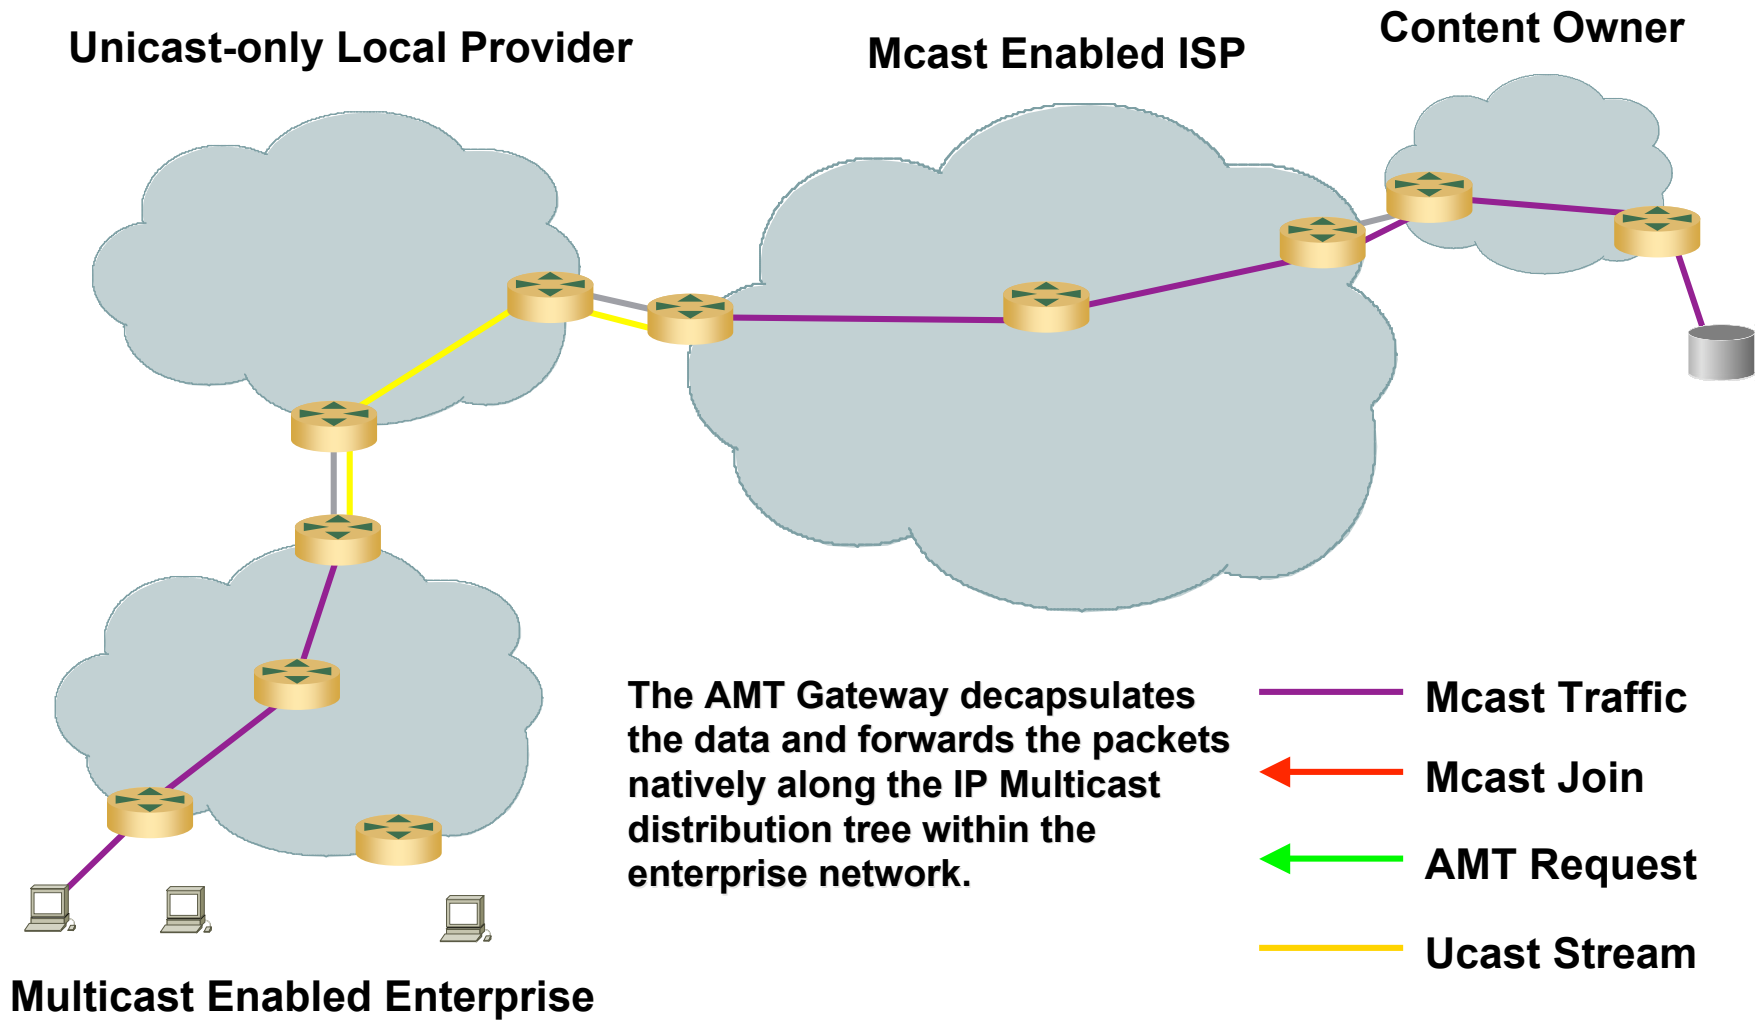 Unicast-only Local Provider
Mcast Enabled ISP
Content Owner
The AMT Gateway decapsulates
the data and forwards the packets
natively along the IP Multicast
distribution tree within the
enterprise network.
Mcast Traffic
Mcast Join
AMT Request
Ucast Stream
Multicast Enabled Enterprise